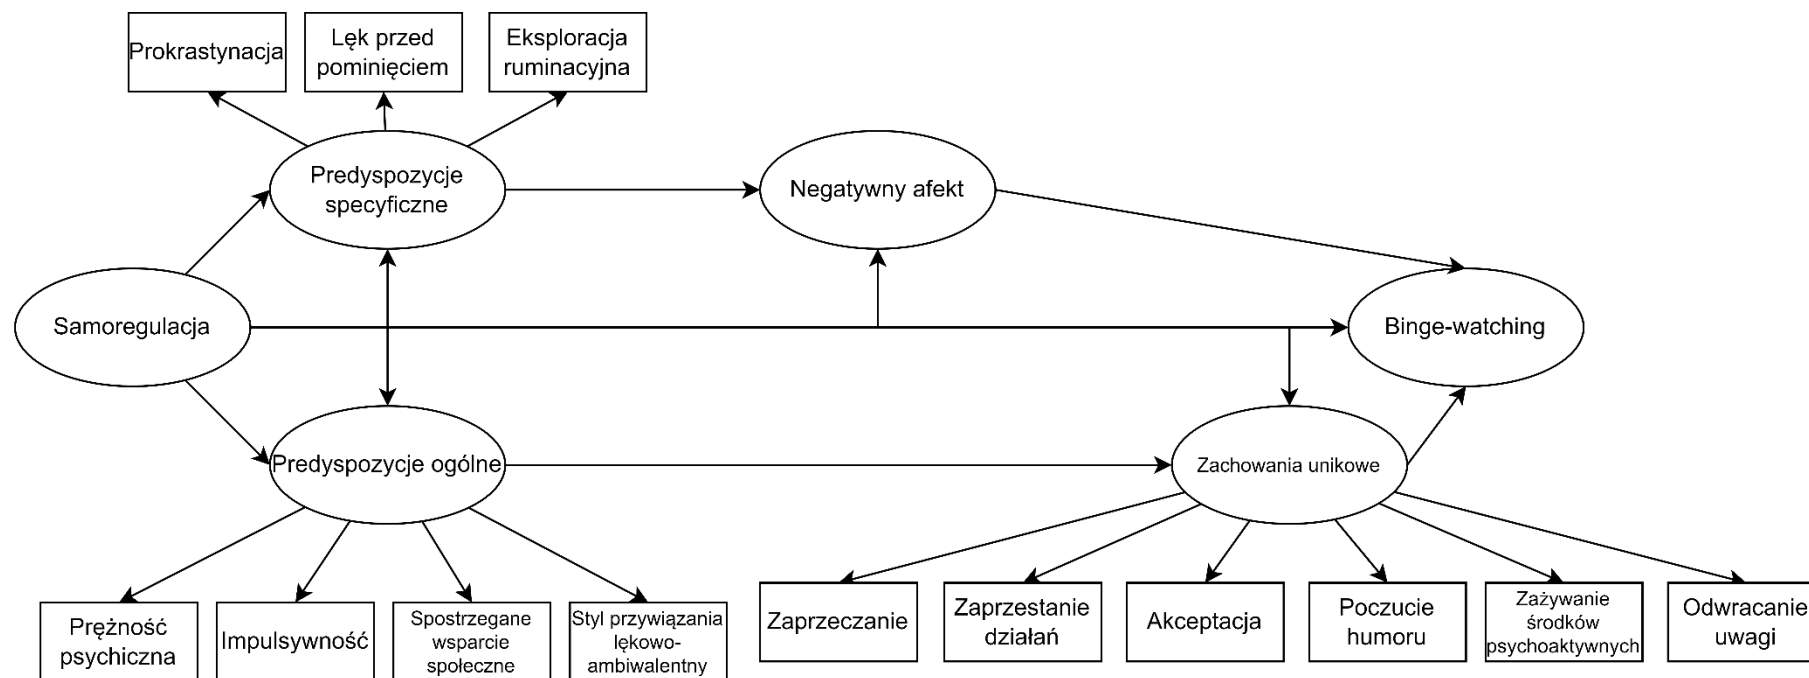 Prokrastynacja
Lęk przed
pominięciem
Eksploracja
ruminacyjna
Predyspozycje
specyficzne
Negatywny afekt
Samoregulacja
Binge-watching
Predyspozycje ogólne
Zachowania unikowe
Prężność
psychiczna
Impulsywność
Spostrzegane
wsparcie
społeczne
Styl przywiązania
lękowo-
ambiwalentny
Zaprzeczanie
Zaprzestanie
działań
Akceptacja
Poczucie
humoru
Zażywanie
środków
psychoaktywnych
Odwracanie
uwagi